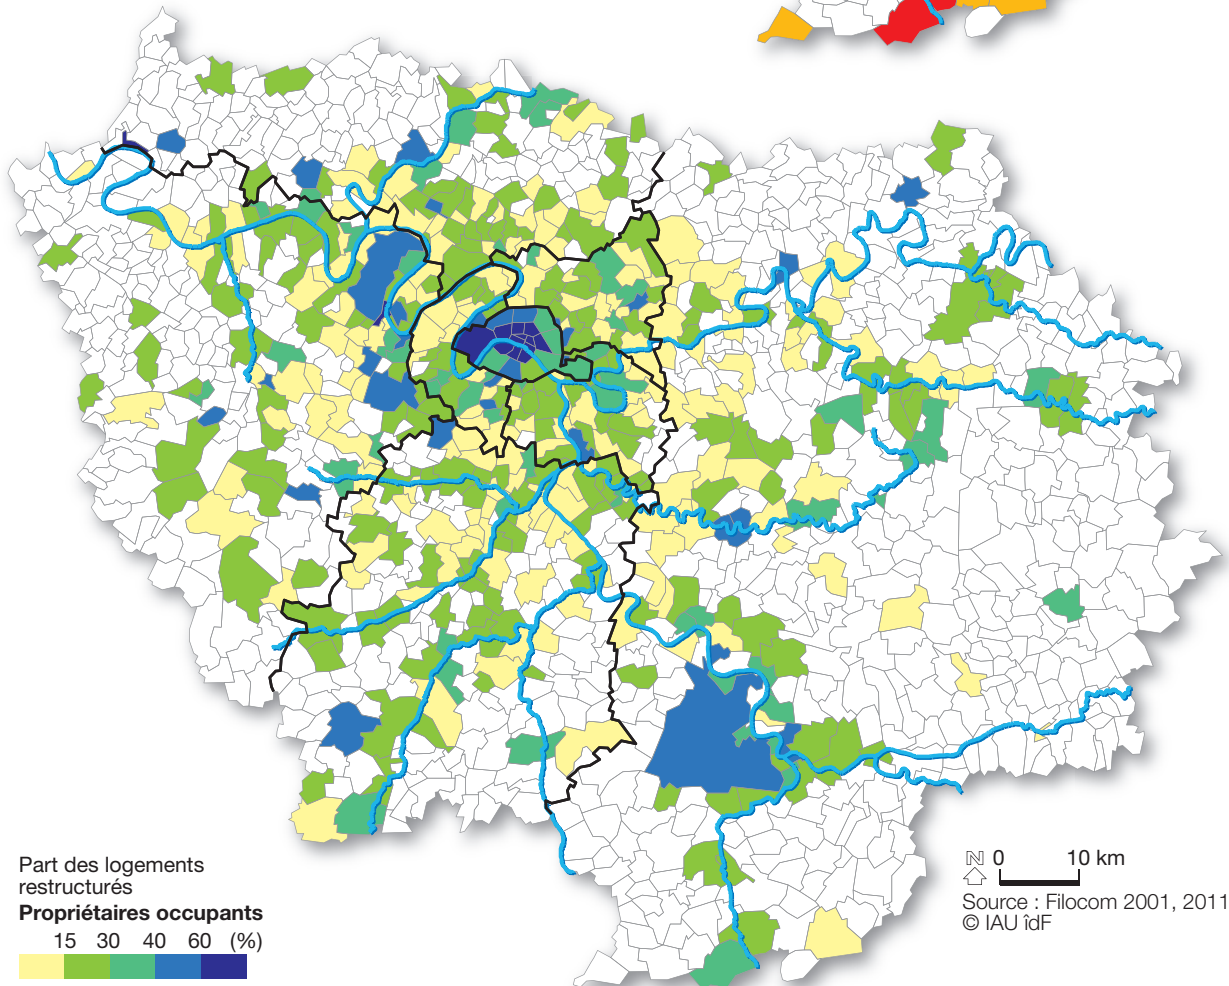 Part des logements
restructurés
Propriétaires occupants
15 30 40 60 (%)
N 0 10 km
Source : Filocom 2001, 2011
© IAU îdF